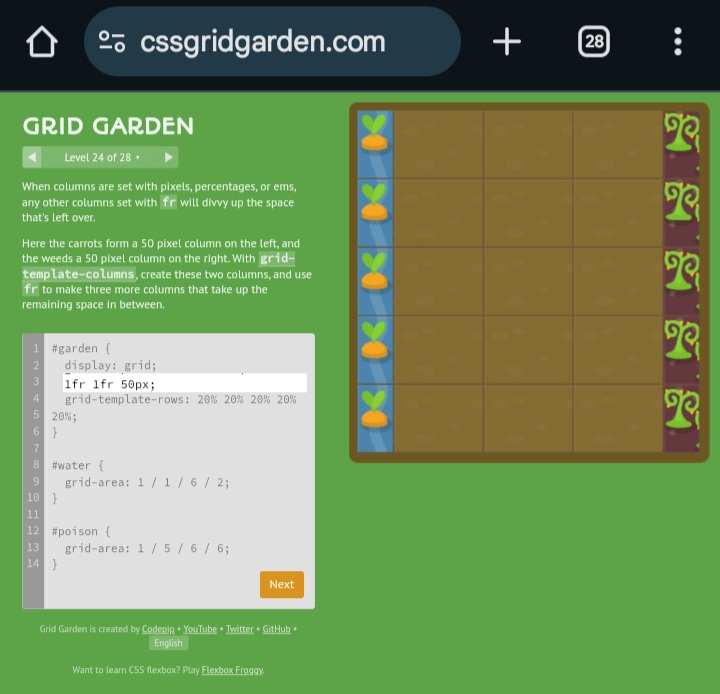 cssgridgarden.com
28
GRID GARDEN
Level 24 of 28
When columns are set with pixels, percentages, or ems,
any other columns set with fr will divvy up the space
that's left over.
Here the carrots form a 50 pixel column on the left, and
the weeds a 50 pixel column on the right. With grid-
template-columns, create these two columns, and use
fr to make three more columns that take up the
remaining space in between.
1 #garden {
2 display: grid;
3 1fr 1fr 50px;
4 grid-template-rows: 20% 20% 20% 20%
5 20%;
6 }
7
8 #water {
9 grid-area: 1 / 1 / 6 / 2;
10 }
11
12 #poison {
13 grid-area: 1 / 5 / 6 / 6;
14 }
Next
Grid Garden is created by Codepip • YouTube • Twitter • GitHub •
English
Want to learn CSS flexbox? Play Flexbox Froggy.